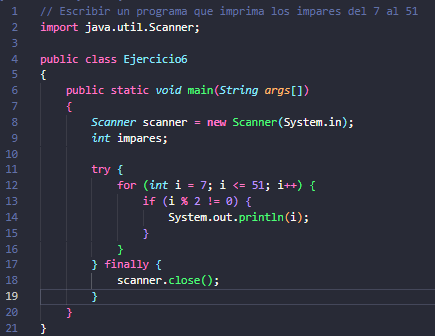 1 // Escribir un programa que imprima los impares del 7 al 51
2 import java.util.Scanner;
3
4 public class Ejercicio6
5 {
6     public static void main(String args[])
7     {
8         Scanner scanner = new Scanner(System.in);
9         int impares;
10
11         try {
12             for (int i = 7; i <= 51; i++) {
13                 if (i % 2 != 0) {
14                     System.out.println(i);
15                 }
16             }
17         } finally {
18             scanner.close();
19         }
20     }
21 }